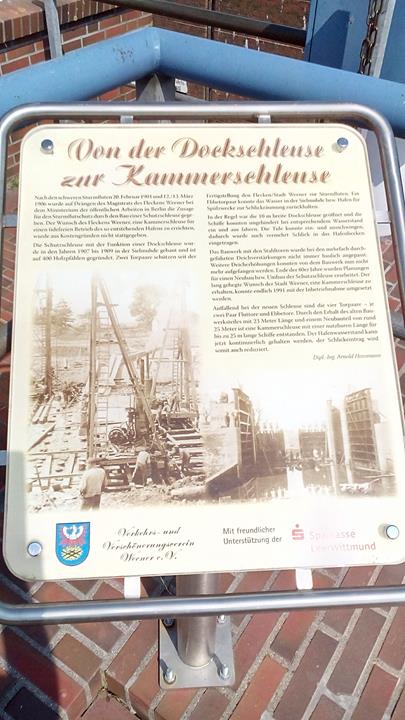 Von der Dockschleuse
zur Kammerschleuse
Nach den schweren Sturmfluten 20. Februar 1901 und 12./13. März
1906 wurde auf Drängen des Magistrats des Fleckens Weener bei
dem Ministerium der öffentlichen Arbeiten in Berlin die Zusage
für den Sturmflutschutz durch den Bau einer Schutzschleuse gege-
ben. Der Wunsch des Fleckens Weener, eine Kammerschleuse für
einen tidefreien Betrieb des so entstehenden Hafens zu errichten,
wurde aus Kostengründen nicht stattgegeben.
Die Schutzschleuse mit der Funktion einer Dockschleuse wur-
de in den Jahren 1907 bis 1909 in der Sielmuhde gebaut und ist
auf 400 Holzpfählen gegründet. Zwei Torpaare schützen seit der
Fertigstellung den Flecken/Stadt Weener vor Sturmfluten. Ein
Ebbetorpaar konnte das Wasser in der Sielmuhde bzw. Hafen für
Spülzwecke zur Schlickräumung zurückhalten.
In der Regel war die 10 m breite Dockschleuse geöffnet und die
Schiffe konnten ungehindert bei entsprechendem Wasserstand
ein und aus fahren. Die Tide konnte ein- und ausschwingen,
dadurch wurde auch vermehrt Schlick in das Hafenbecken
eingetragen.
Das Bauwerk mit den Stahltoren wurde bei den mehrfach durch-
geführten Deichverstärkungen nicht immer baulich angepasst.
Weitere Deicherhöhungen konnten von dem Bauwerk nun nicht
mehr aufgefangen werden. Ende der 80er Jahre wurden Planungen
für einen Neubau bzw. Umbau der Schutzschleuse erarbeitet. Der
lang gehegte Wunsch der Stadt Weener, eine Kammerschleuse zu
erhalten, konnte endlich 1991 mit der Inbetriebnahme umgesetzt
werden.
Auffallend bei der neuen Schleuse sind die vier Torpaare – je
zwei Paar Fluttore und Ebbetore. Durch den Erhalt des alten Bau-
werksteiles mit 23 Meter Länge und einem Neubauteil von rund
25 Meter ist eine Kammerschleuse mit einer nutzbaren Länge für
bis zu 25 m lange Schiffe entstanden. Der Hafenwasserstand kann
jetzt kontinuierlich gehalten werden, der Schlickeintrag wird
somit auch reduziert.
Dipl.-Ing. Arnold Hessmann
Verkehrs- und
Verschönerungsverein
Weener e.V.
Mit freundlicher
Unterstützung der
Sparkasse
LeerWittmund